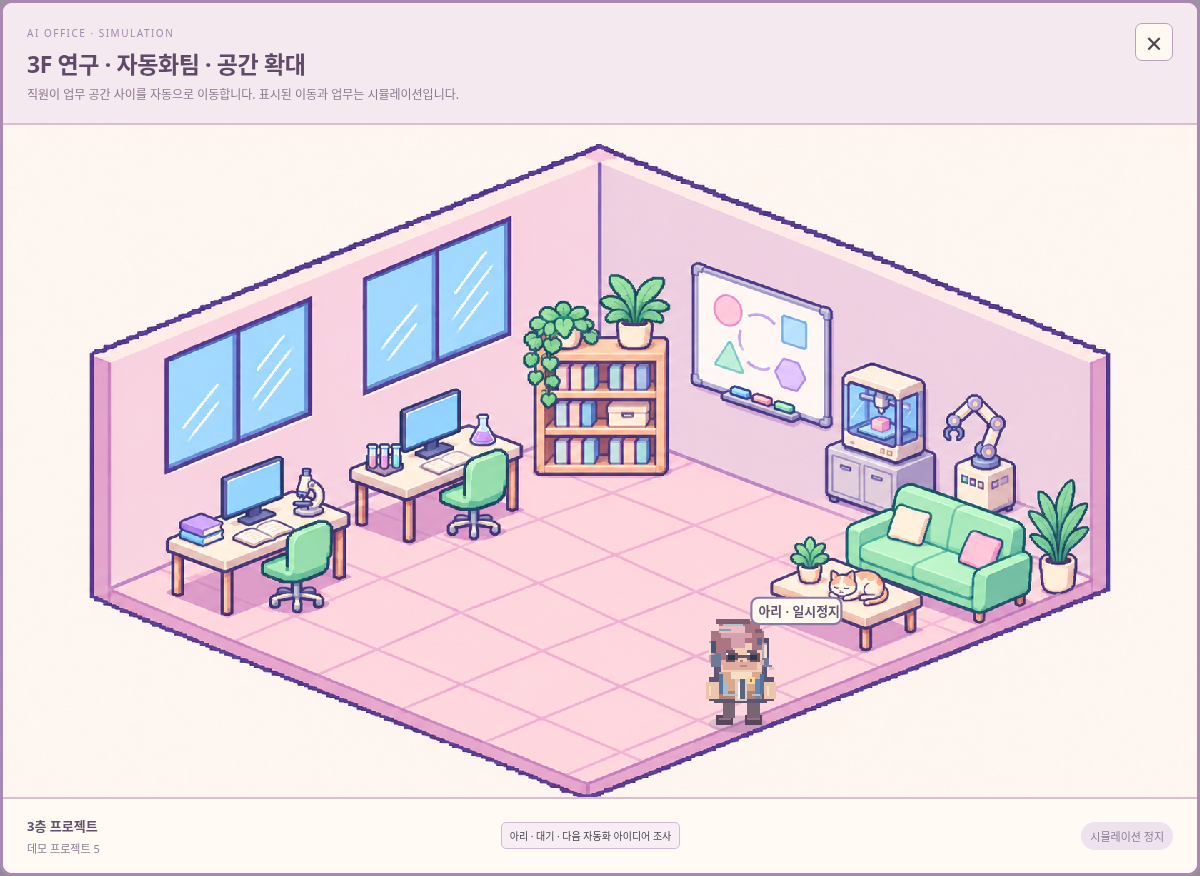 AI OFFICE · SIMULATION
3F 연구 · 자동화팀 · 공간 확대
직원이 업무 공간 사이를 자동으로 이동합니다. 표시된 이동과 업무는 시뮬레이션입니다.
아리 · 일시정지
3층 프로젝트
데모 프로젝트 5
아리 · 대기 · 다음 자동화 아이디어 조사
시뮬레이션 정지